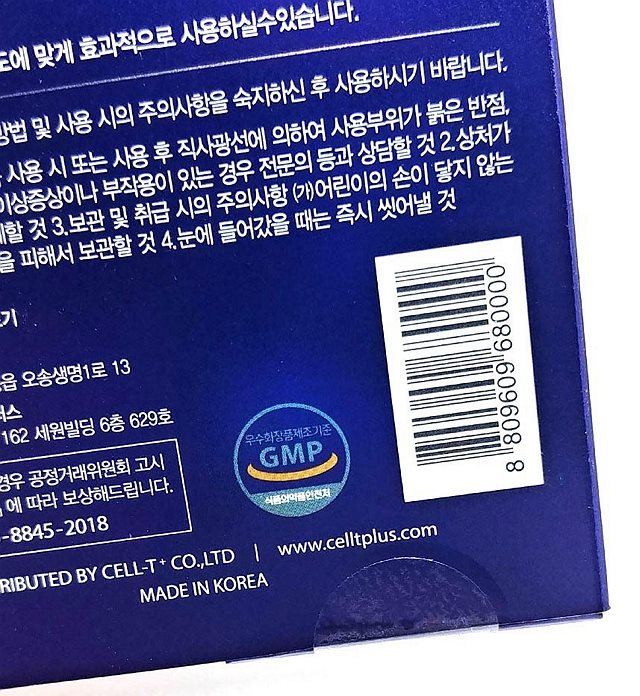 도에 맞게 효과적으로 사용하실수있습니다.
방법 및 사용 시의 주의사항을 숙지하신 후 사용하시기 바랍니다.
사용 시 또는 사용 후 직사광선에 의하여 사용부위가 붉은 반점,
이상증상이나 부작용이 있는 경우 전문의 등과 상담할 것 2.상처가
제할 것 3.보관 및 취급 시의 주의사항 ㈎어린이의 손이 닿지 않는
을 피해서 보관할 것 4.눈에 들어갔을 때는 즉시 씻어낼 것
8 809609 680000
기
읍 오송생명1로 13
162 세원빌딩 6층 629호
우수화장품제조기준
GMP
식품의약품안전처
경우 공정거래위원회 고시
에 따라 보상해드립니다.
-8845-2018
RIBUTED BY CELL-T+ CO.,LTD | www.celltplus.com
MADE IN KOREA